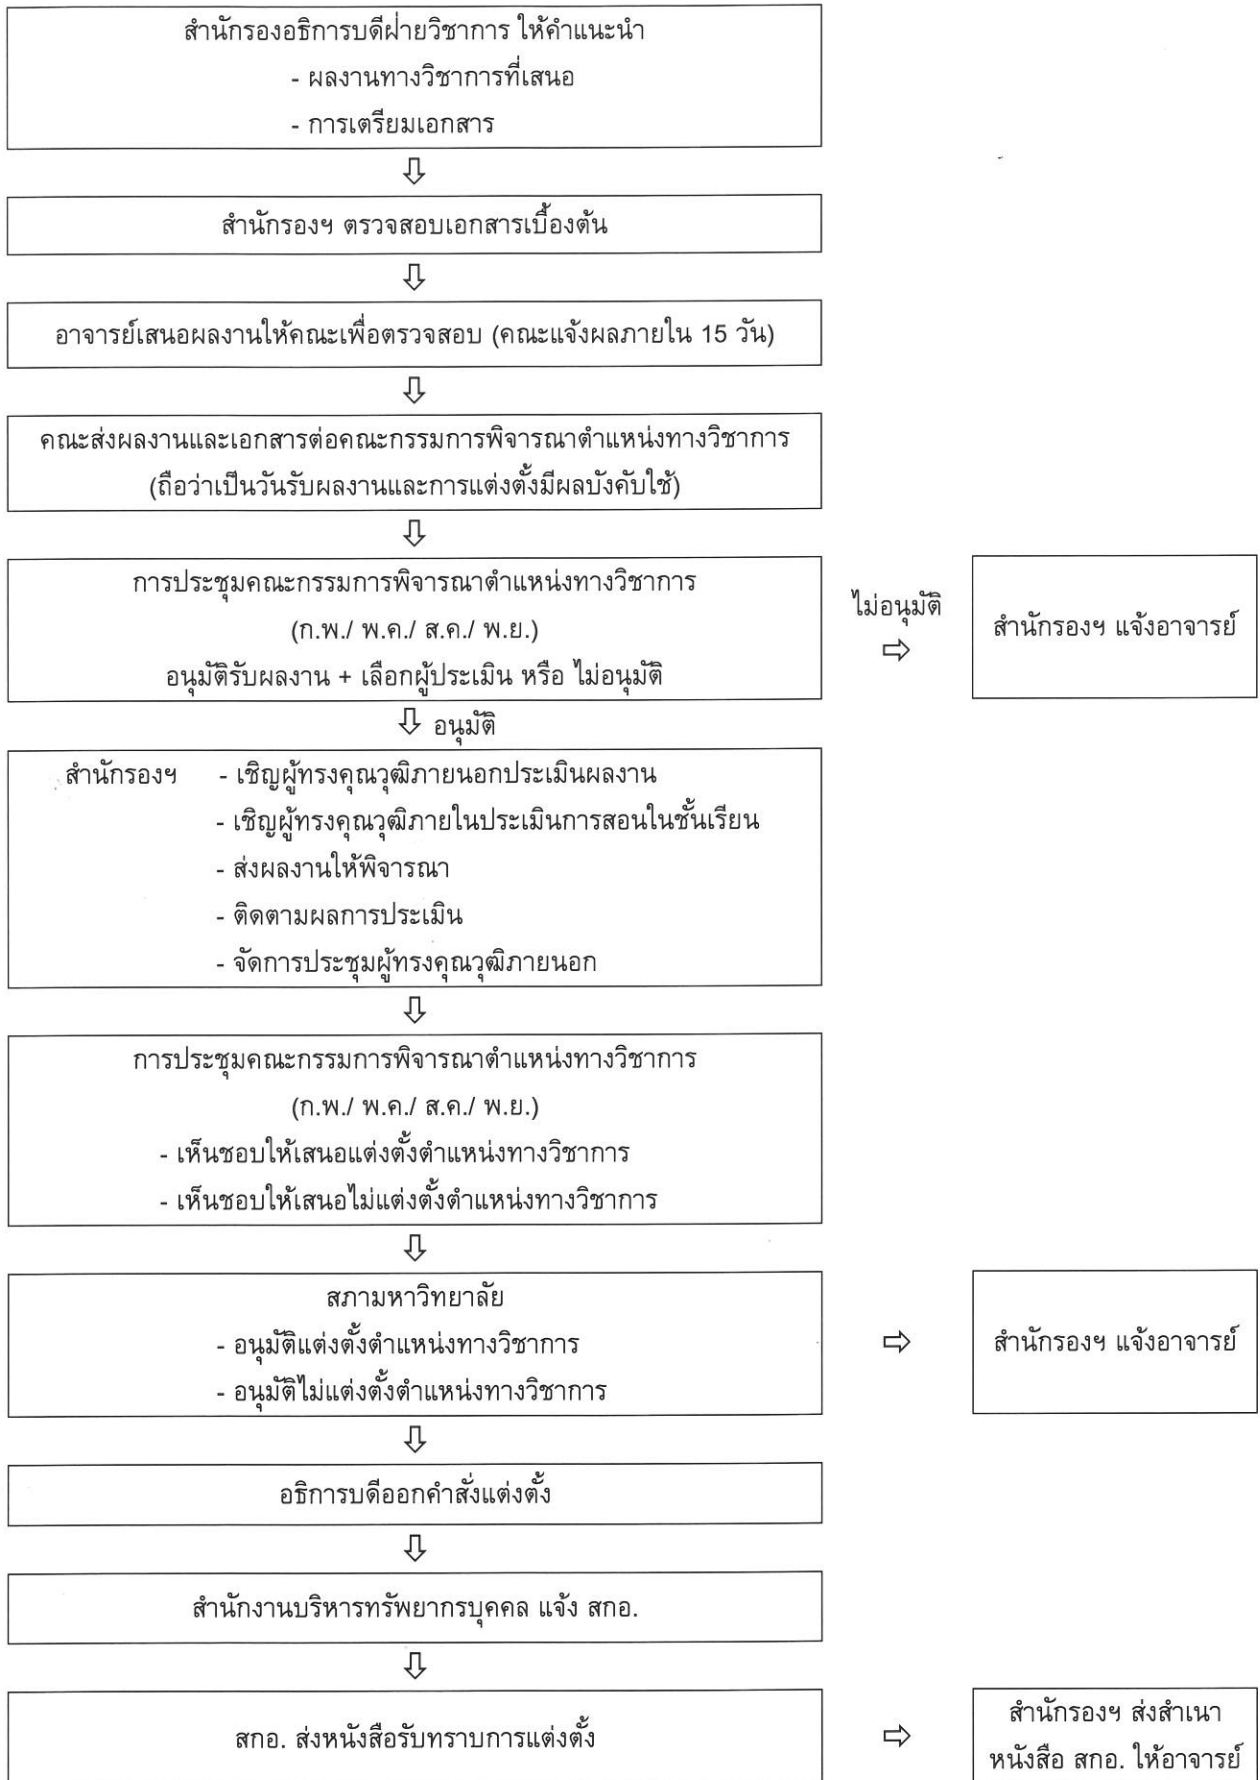 สำนักรองอธิการบดีฝ่ายวิชาการ ให้คำแนะนำ
- ผลงานทางวิชาการที่เสนอ
- การเตรียมเอกสาร
สำนักรองฯ ตรวจสอบเอกสารเบื้องต้น
อาจารย์เสนอผลงานให้คณะเพื่อตรวจสอบ (คณะแจ้งผลภายใน 15 วัน)
คณะส่งผลงานและเอกสารต่อคณะกรรมการพิจารณาตำแหน่งทางวิชาการ
(ถือว่าเป็นวันรับผลงานและการแต่งตั้งมีผลบังคับใช้)
การประชุมคณะกรรมการพิจารณาตำแหน่งทางวิชาการ
(ก.พ./ พ.ค./ ส.ค./ พ.ย.)
อนุมัติรับผลงาน + เลือกผู้ประเมิน หรือ ไม่อนุมัติ
ไม่อนุมัติ
สำนักรองฯ แจ้งอาจารย์
อนุมัติ
สำนักรองฯ - เชิญผู้ทรงคุณวุฒิภายนอกประเมินผลงาน
- เชิญผู้ทรงคุณวุฒิภายในประเมินการสอนในชั้นเรียน
- ส่งผลงานให้พิจารณา
- ติดตามผลการประเมิน
- จัดการประชุมผู้ทรงคุณวุฒิภายนอก
การประชุมคณะกรรมการพิจารณาตำแหน่งทางวิชาการ
(ก.พ./ พ.ค./ ส.ค./ พ.ย.)
- เห็นชอบให้เสนอแต่งตั้งตำแหน่งทางวิชาการ
- เห็นชอบให้เสนอไม่แต่งตั้งตำแหน่งทางวิชาการ
สภามหาวิทยาลัย
- อนุมัติแต่งตั้งตำแหน่งทางวิชาการ
- อนุมัติไม่แต่งตั้งตำแหน่งทางวิชาการ
สำนักรองฯ แจ้งอาจารย์
อธิการบดีออกคำสั่งแต่งตั้ง
สำนักงานบริหารทรัพยากรบุคคล แจ้ง สกอ.
สกอ. ส่งหนังสือรับทราบการแต่งตั้ง
สำนักรองฯ ส่งสำเนา
หนังสือ สกอ. ให้อาจารย์